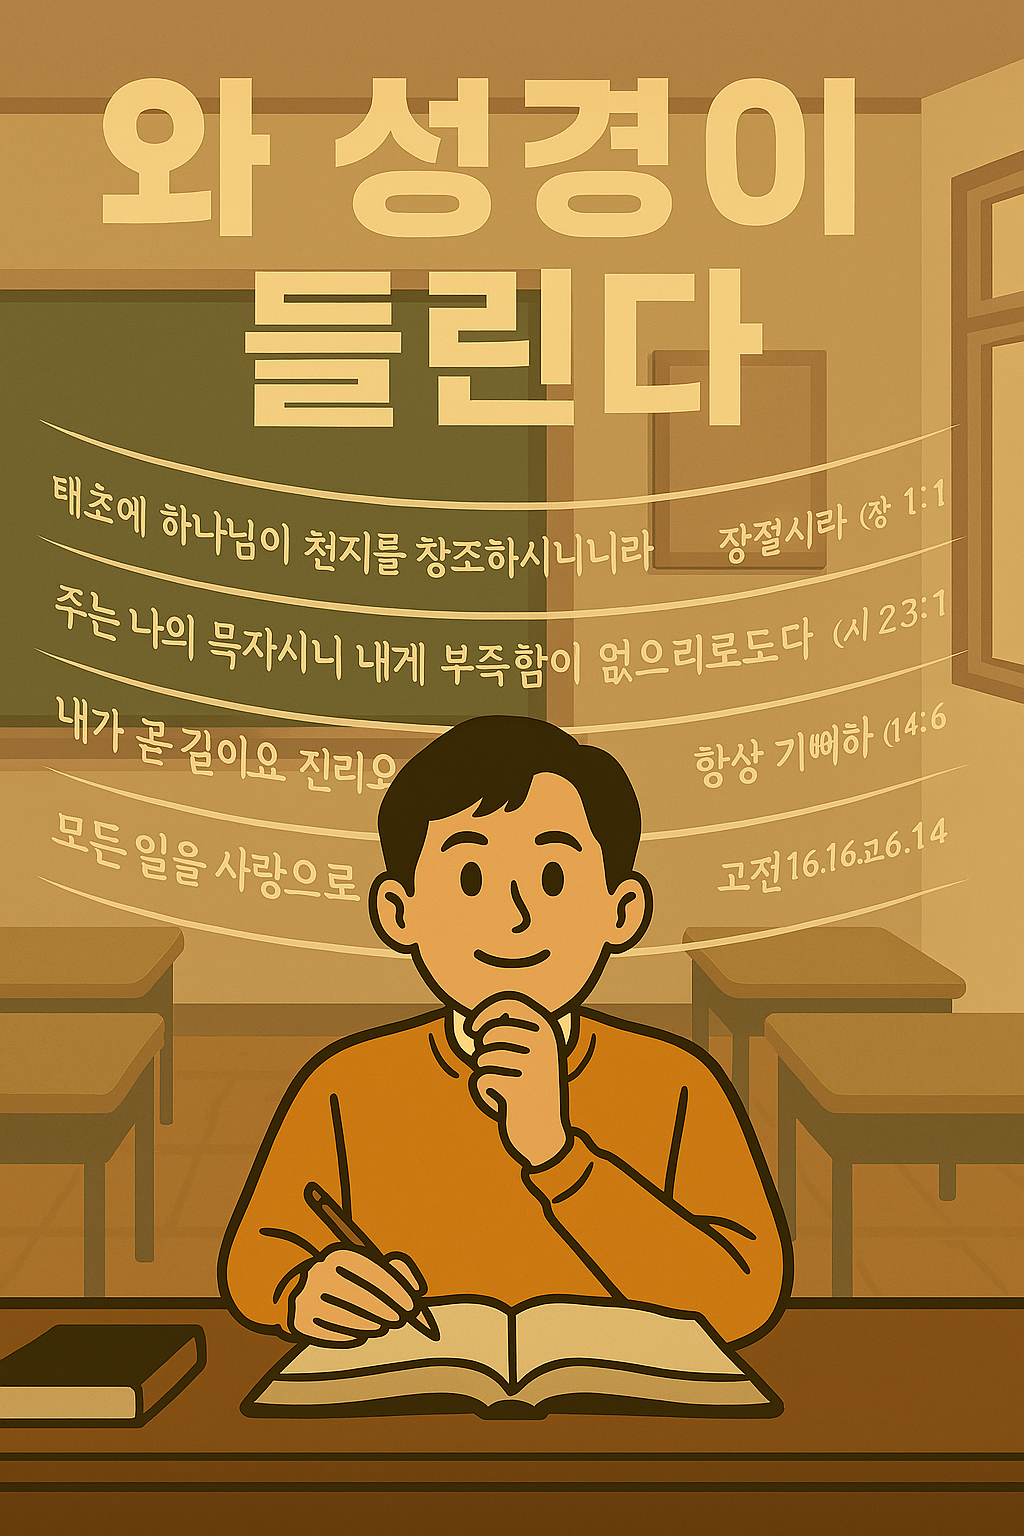 와 성경이
들린다
태초에 하나님이 천지를 창조하시니니라 장절시라 (장 1:1
주는 나의 믁자시니 내게 부즉함이 없으리로도다 (시 23:1
내가 곧 길이요 진리오 항상 기뻐하 (14:6
모든 일을 사랑으로 고전16.16.고6.14